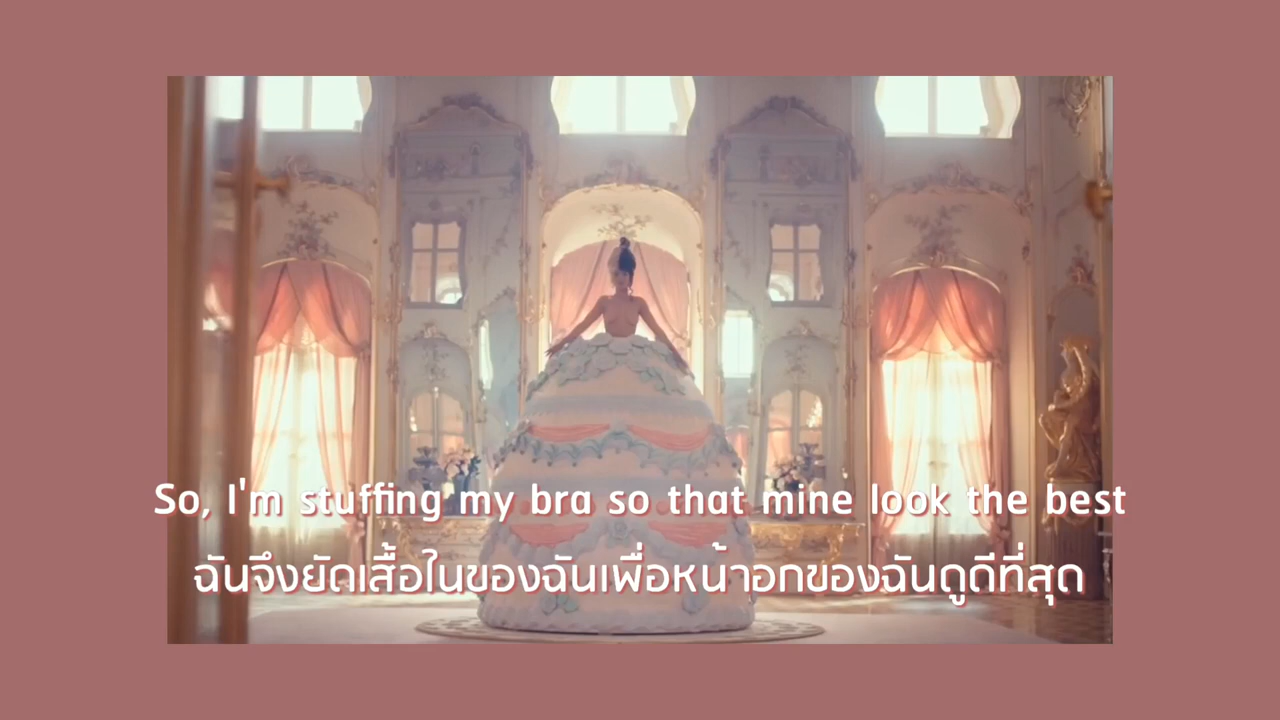 So, I'm stuffing my bra so that mine look the best
ฉันจึงยัดเสื้อในของฉันเพื่อหน้าอกของฉันดูดีที่สุด